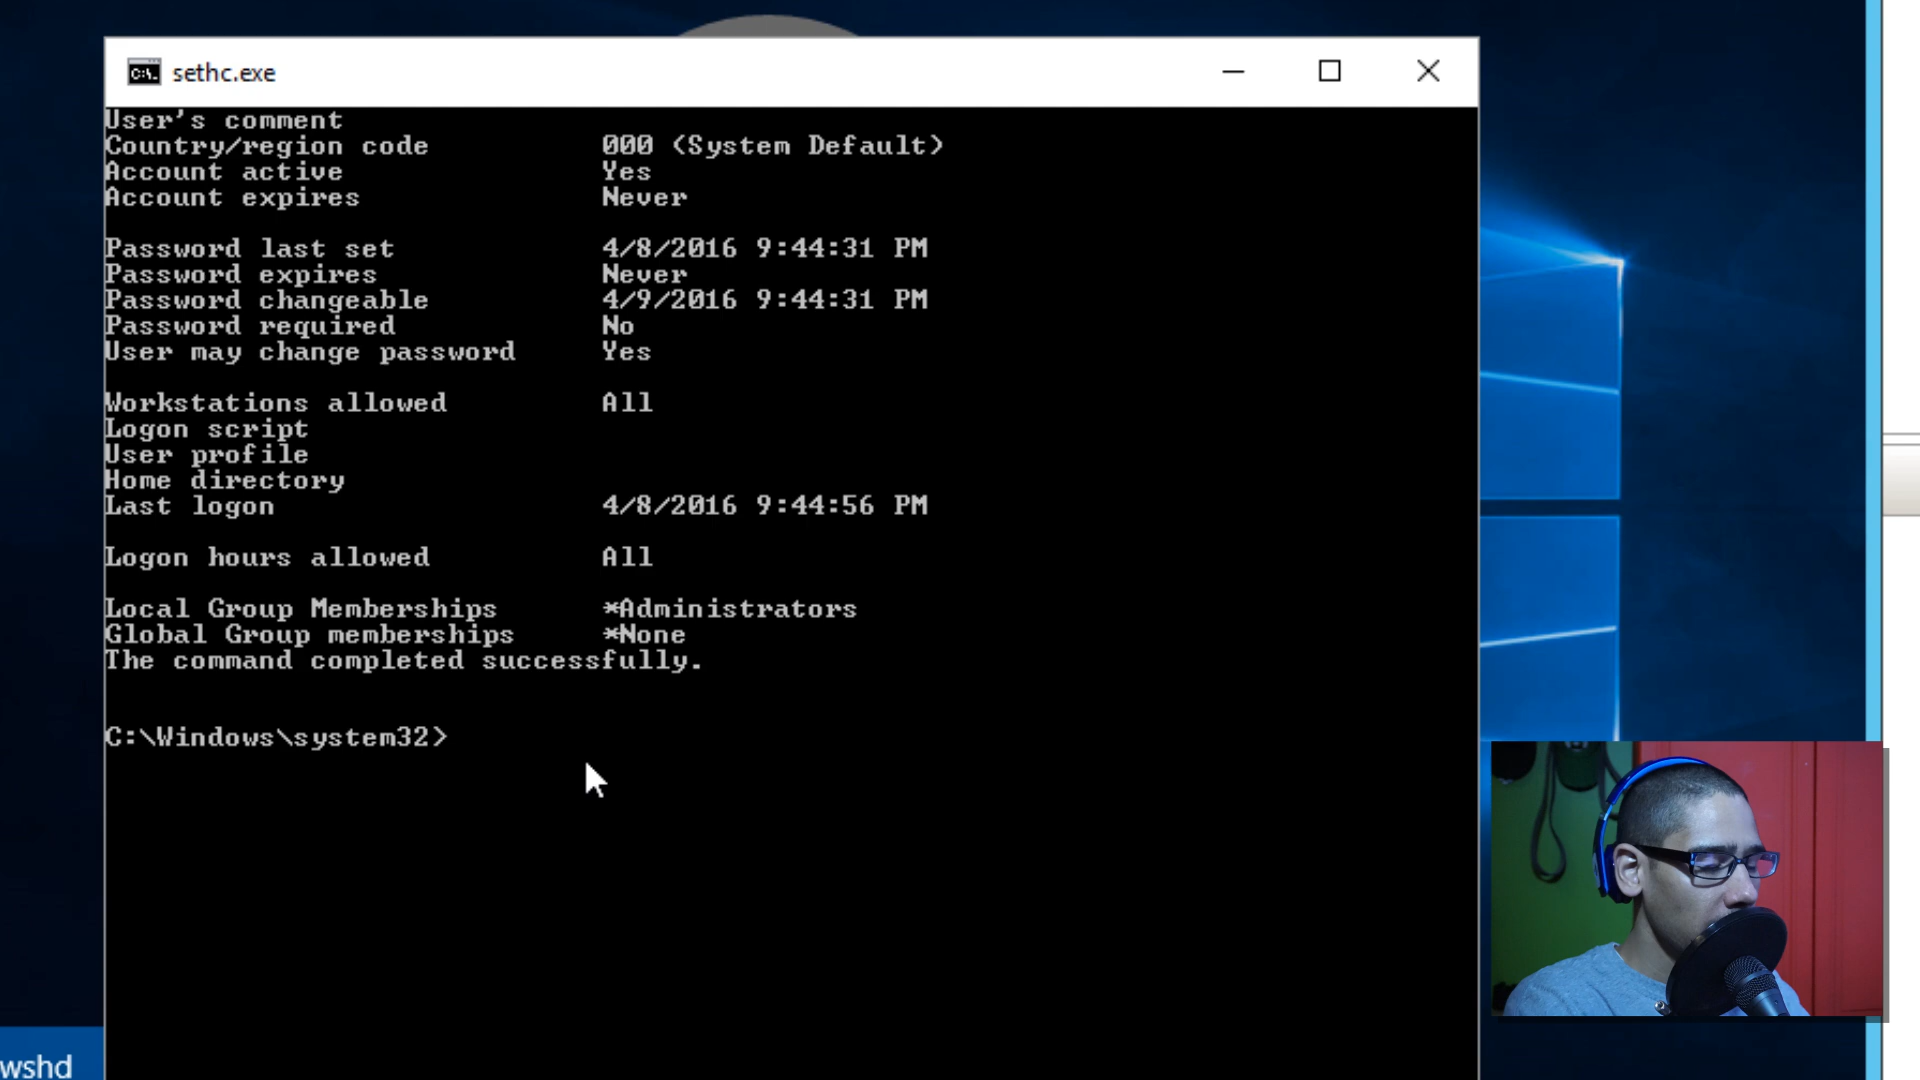 C:\.
sethc.exe
User's comment
Country/region code 000 (System Default)
Account active Yes
Account expires Never
Password last set 4/8/2016 9:44:31 PM
Password expires Never
Password changeable 4/9/2016 9:44:31 PM
Password required No
User may change password Yes
Workstations allowed All
Logon script
User profile
Home directory
Last logon 4/8/2016 9:44:56 PM
Logon hours allowed All
Local Group Memberships *Administrators
Global Group memberships *None
The command completed successfully.
C:\Windows\system32>
wshd